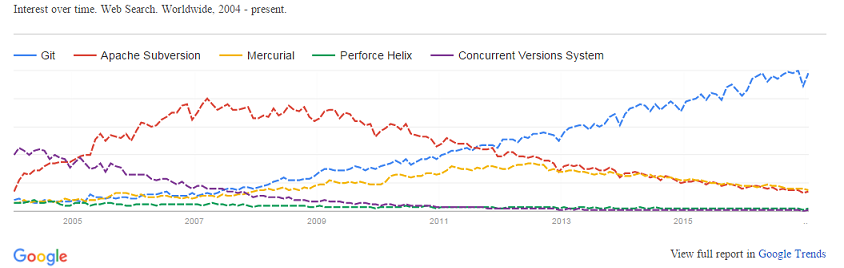 Interest over time. Web Search. Worldwide, 2004 - present.
Git Apache Subversion Mercurial Perforce Helix Concurrent Versions System
2005 2007 2009 2011 2013 2015 ..
Google View full report in Google Trends